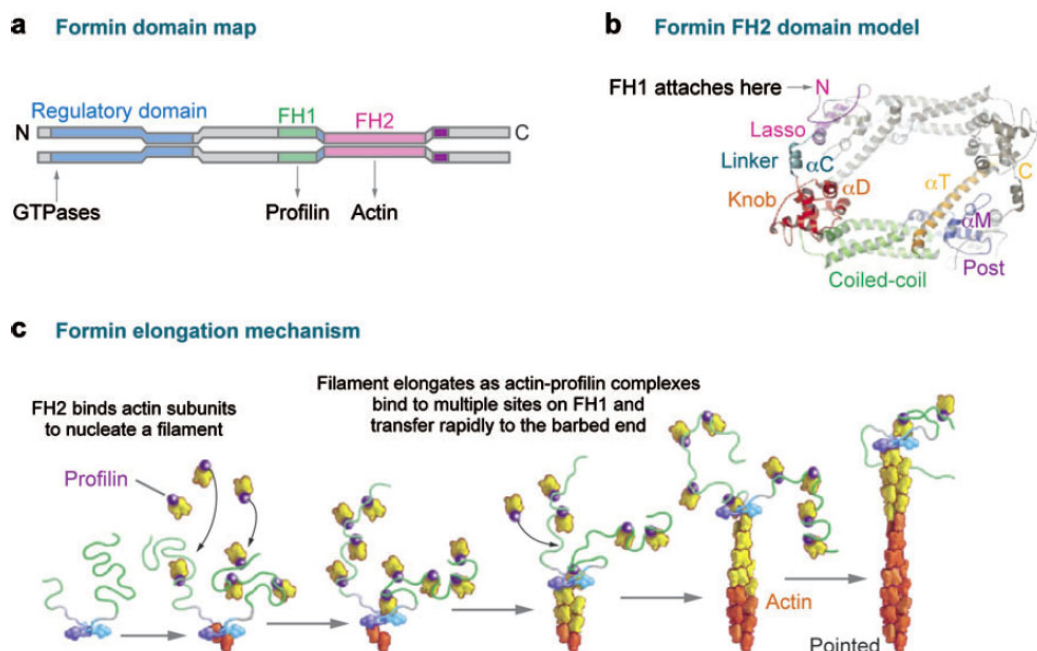 a Formin domain map
Regulatory domain
FH1
FH2
N
C
GTPases
Profilin
Actin
b Formin FH2 domain model
FH1 attaches here
N
Lasso
Linker
αC
Knob
αD
αT
C
αM
Post
Coiled-coil
c Formin elongation mechanism
FH2 binds actin subunits
to nucleate a filament
Filament elongates as actin-profilin complexes
bind to multiple sites on FH1 and
transfer rapidly to the barbed end
Profilin
Actin
Pointed